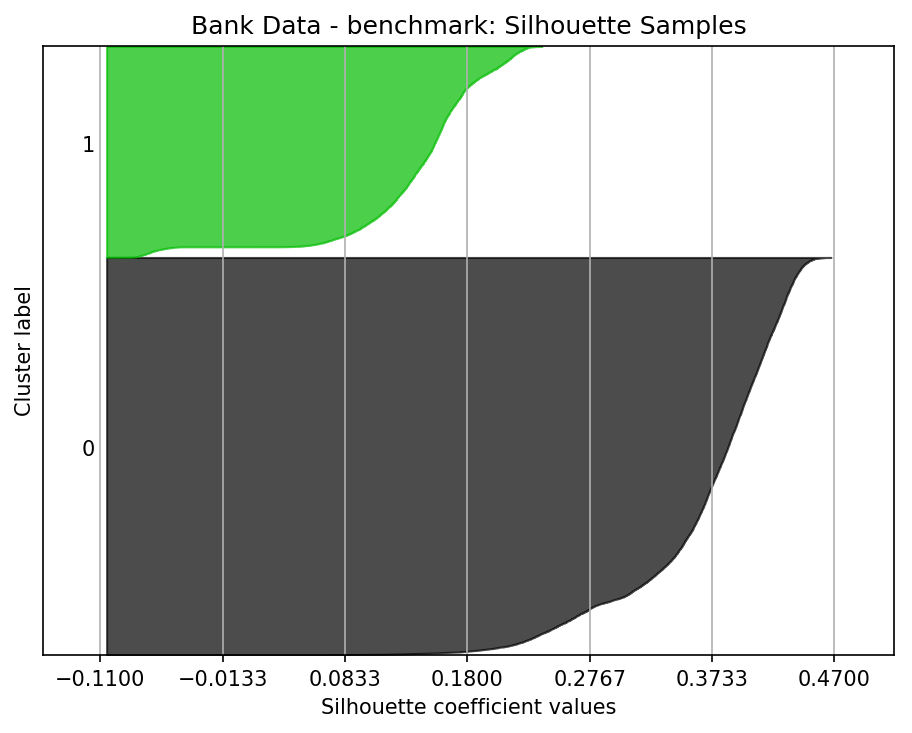 Bank Data - benchmark: Silhouette Samples
1
Cluster label
0
−0.1100 −0.0133 0.0833 0.1800 0.2767 0.3733 0.4700
Silhouette coefficient values